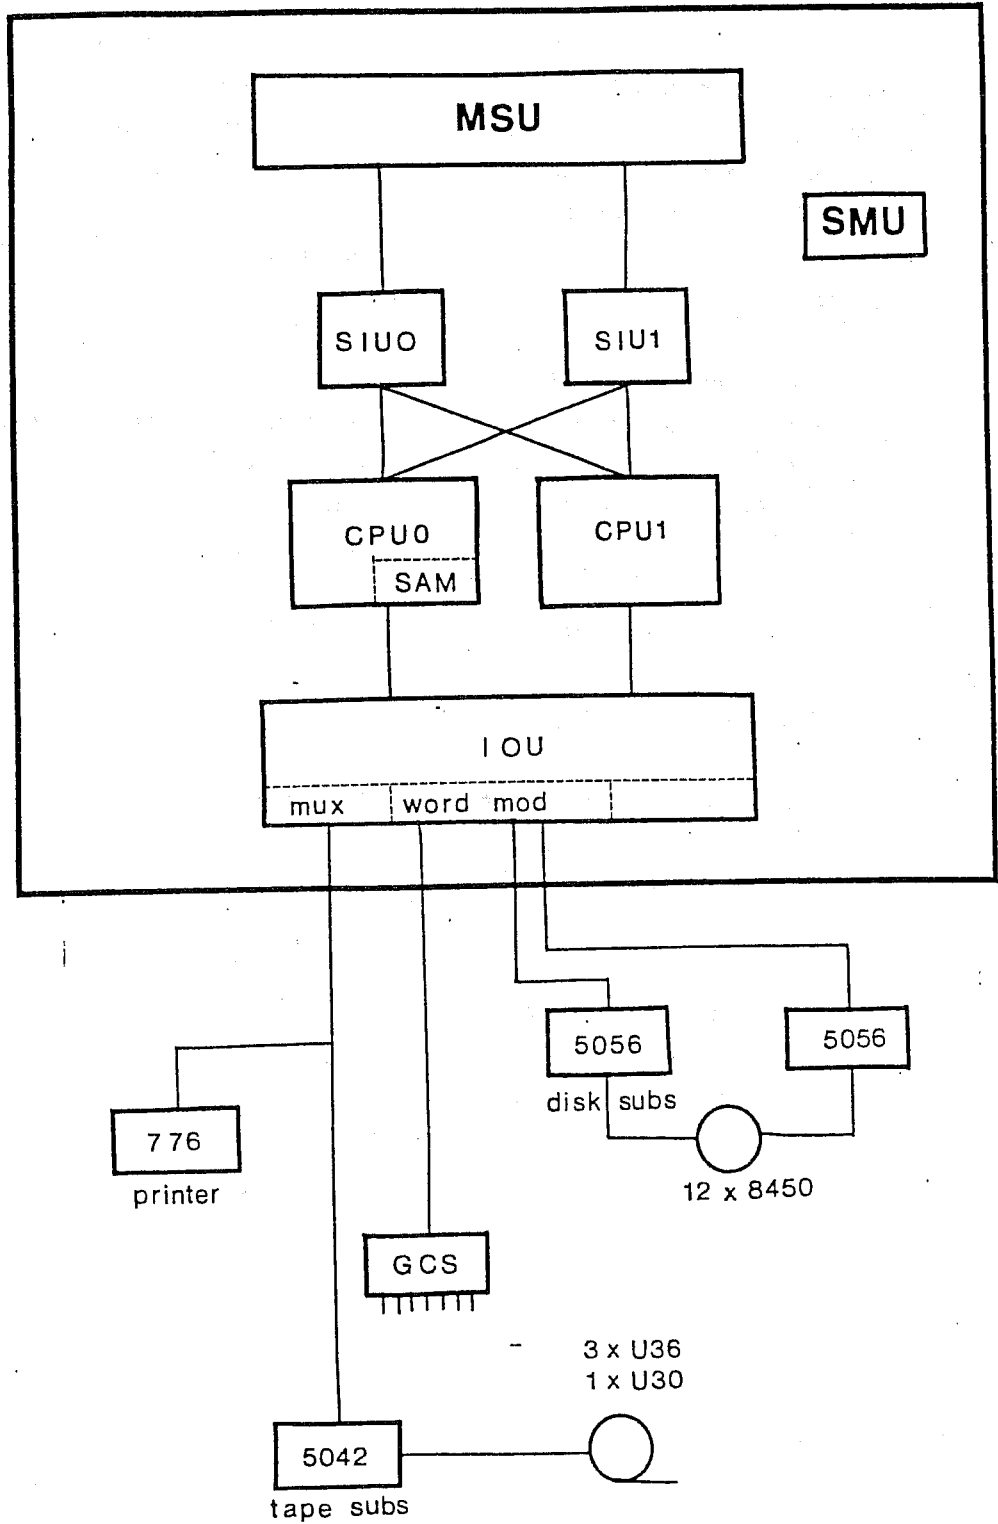 MSU
SMU
SIU0
SIU1
CPU0
SAM
CPU1
IOU
mux
word mod
5056
disk subs
5056
12 x 8450
776
printer
GCS
3 x U36
1 x U30
5042
tape subs